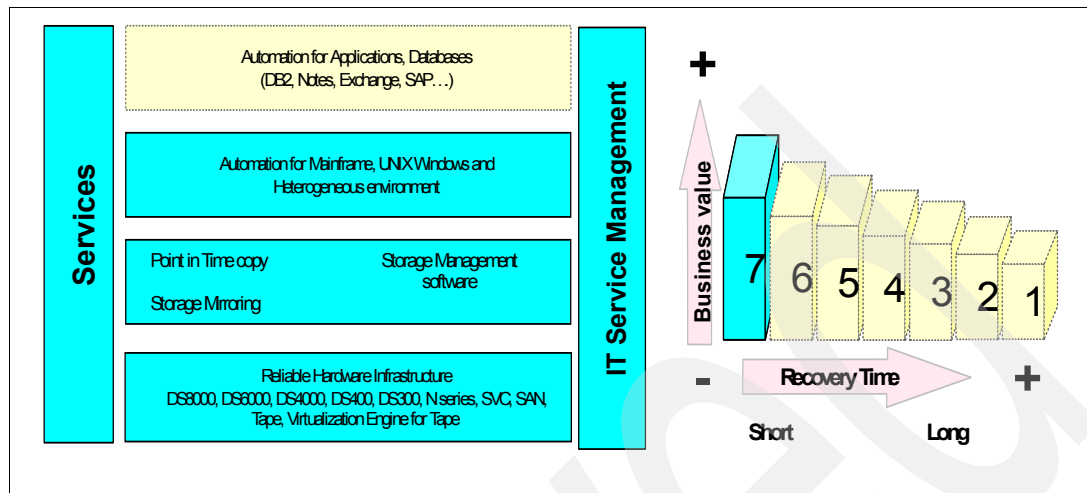 Services
Automation for Applications, Databases
(DB2, Notes, Exchange, SAP…)
Automation for Mainframe, UNIX Windows and
Heterogeneous environment
Point in Time copy
Storage Management
software
Storage Mirroring
Reliable Hardware Infrastructure
DS8000, DS6000, DS4000, DS400, DS300, N series, SVC, SAN,
Tape, Virtualization Engine for Tape
IT Service Management
+
Business value
7
6
5
4
3
2
1
-
Recovery Time
+
Short
Long